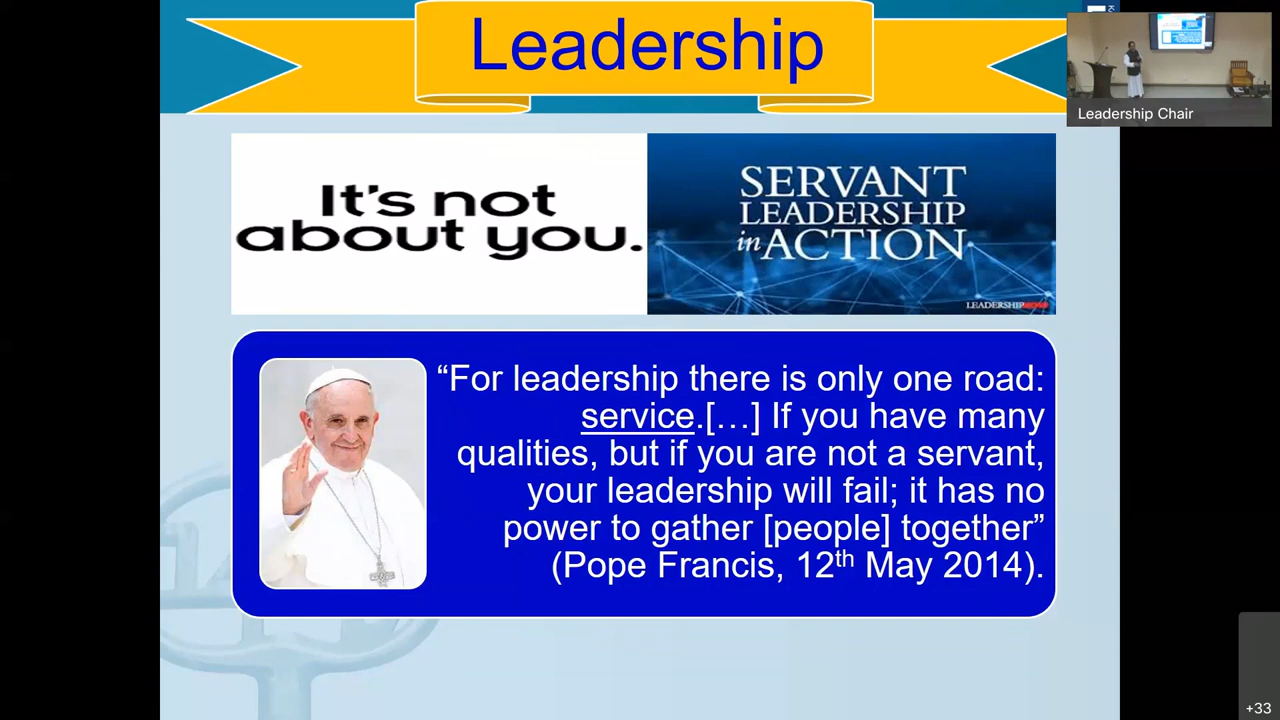 Leadership
Leadership Chair
It's not
about you.
SERVANT
LEADERSHIP
in ACTION
LEADERSHIP
“For leadership there is only one road:
service.[…] If you have many
qualities, but if you are not a servant,
your leadership will fail; it has no
power to gather [people] together”
(Pope Francis, 12th May 2014).
+33